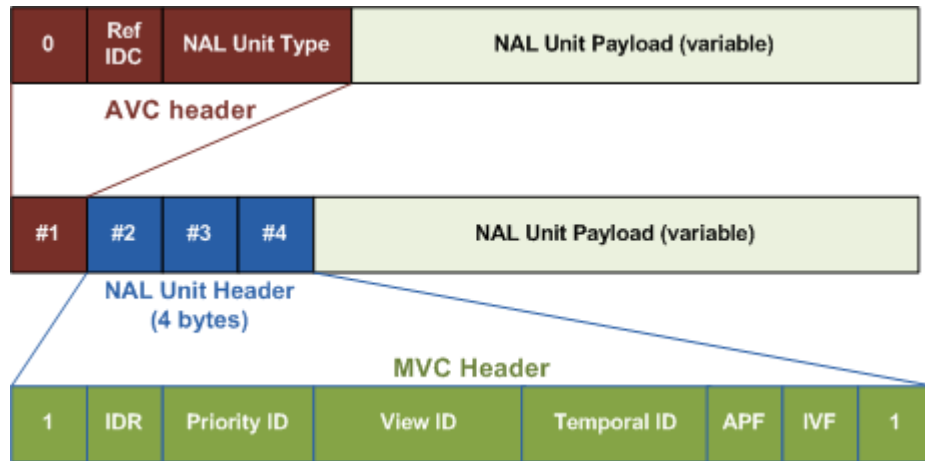 0 Ref IDC NAL Unit Type NAL Unit Payload (variable)
AVC header
#1 #2 #3 #4 NAL Unit Payload (variable)
NAL Unit Header
(4 bytes)
MVC Header
1 IDR Priority ID View ID Temporal ID APF IVF 1